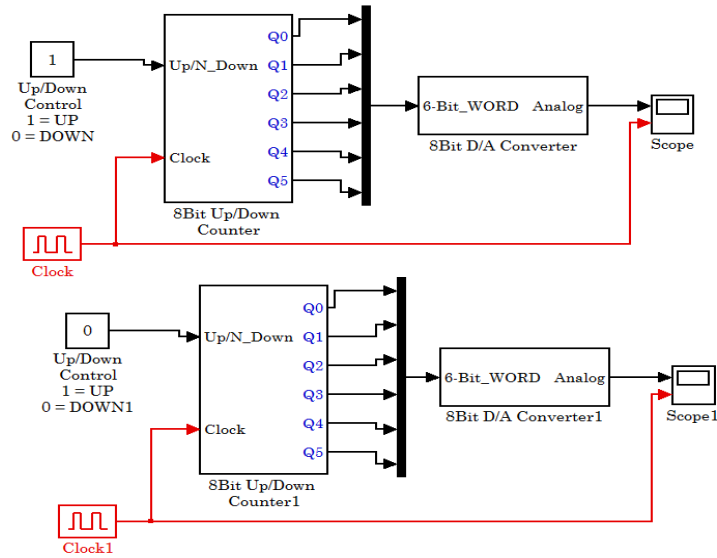 1
Up/Down
Control
1 = UP
0 = DOWN
Up/N_Down
Clock
Q0
Q1
Q2
Q3
Q4
Q5
8Bit Up/Down
Counter
6-Bit_WORD Analog
8Bit D/A Converter
Scope
Clock
0
Up/Down
Control
1 = UP
0 = DOWN1
Up/N_Down
Clock
Q0
Q1
Q2
Q3
Q4
Q5
8Bit Up/Down
Counter1
6-Bit_WORD Analog
8Bit D/A Converter1
Scope1
Clock1